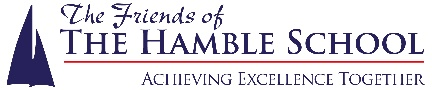 The Friends of
THE HAMBLE SCHOOL
ACHIEVING EXCELLENCE TOGETHER